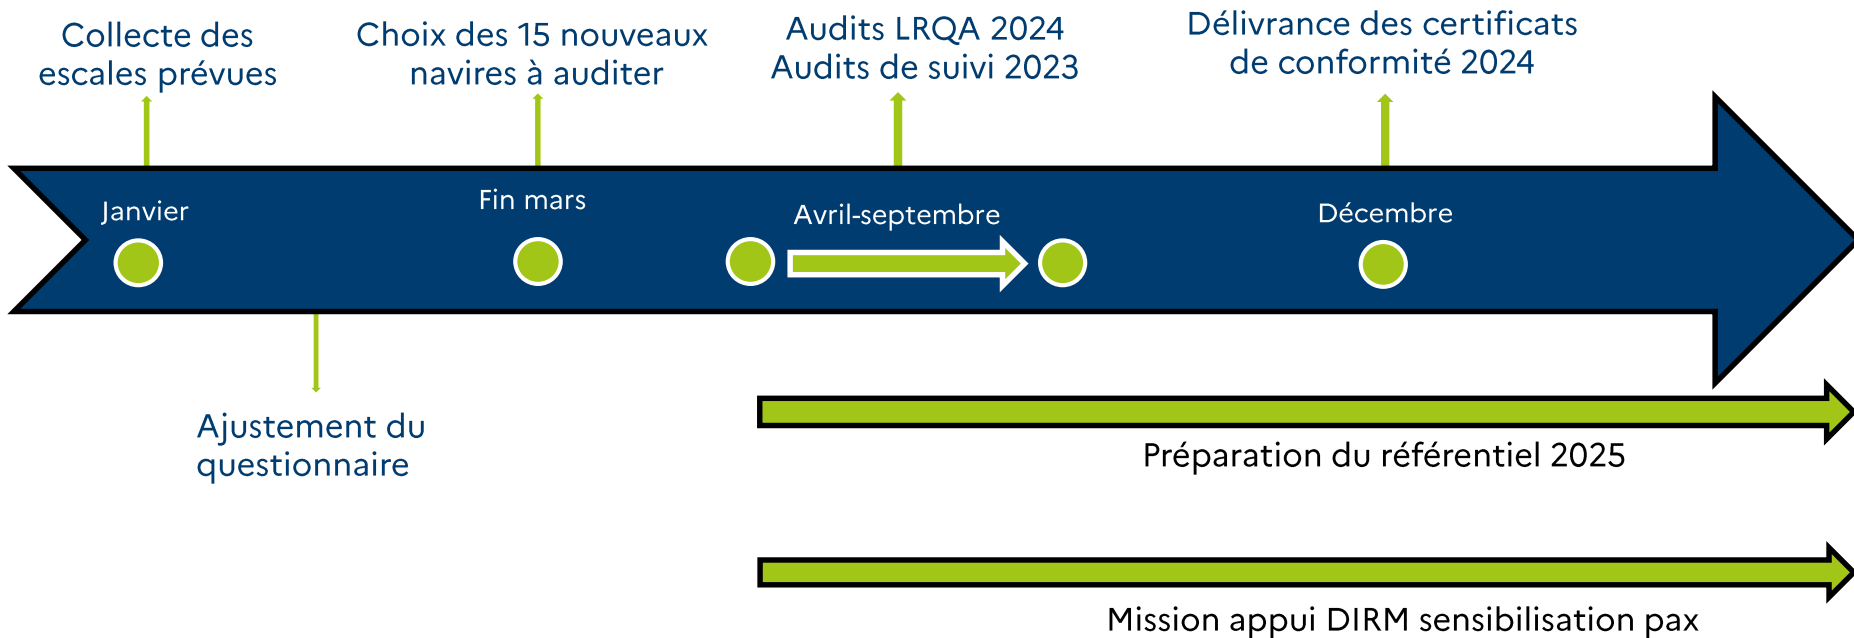 Collecte des
escales prévues
Choix des 15 nouveaux
navires à auditer
Audits LRQA 2024
Audits de suivi 2023
Délivrance des certificats
de conformité 2024
Janvier
Fin mars
Avril-septembre
Décembre
Ajustement du
questionnaire
Préparation du référentiel 2025
Mission appui DIRM sensibilisation pax